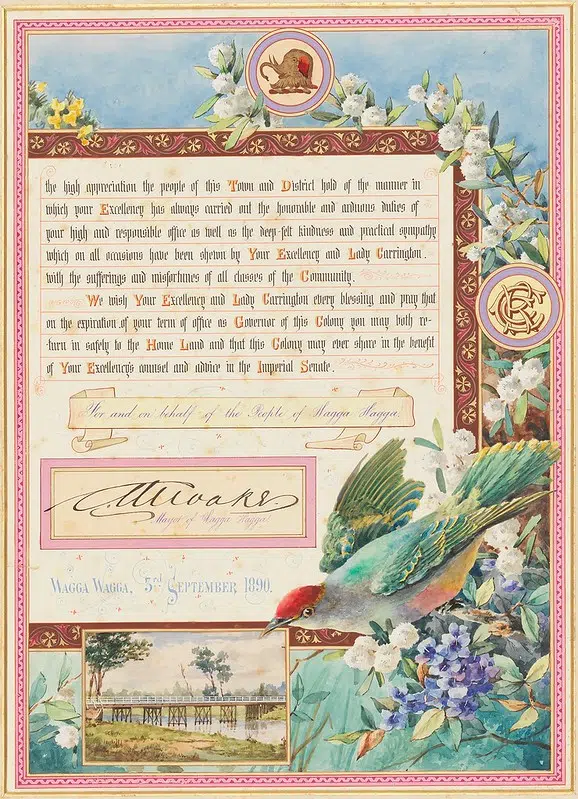 the high appreciation the people of this Town and District hold of the manner in
which your Excellency has always carried out the honorable and arduous duties of
your high and responsible office as well as the deep-felt kindness and practical sympathy
which on all occasions have been shewn by Your Excellency and Lady Carrington.
with the sufferings and misfortunes of all classes of the Community.
We wish Your Excellency and Lady Carrington every blessing and pray that
on the expiration of your term of office as Governor of this Colony you may both re-
turn in safely to the Home Land and that this Colony may ever share in the benefit
of Your Excellency's counsel and advice in the Imperial Senate.
For and on behalf of the People of Wagga Wagga.
Mayor of Wagga Wagga
Wagga Wagga, 5rd September 1890.